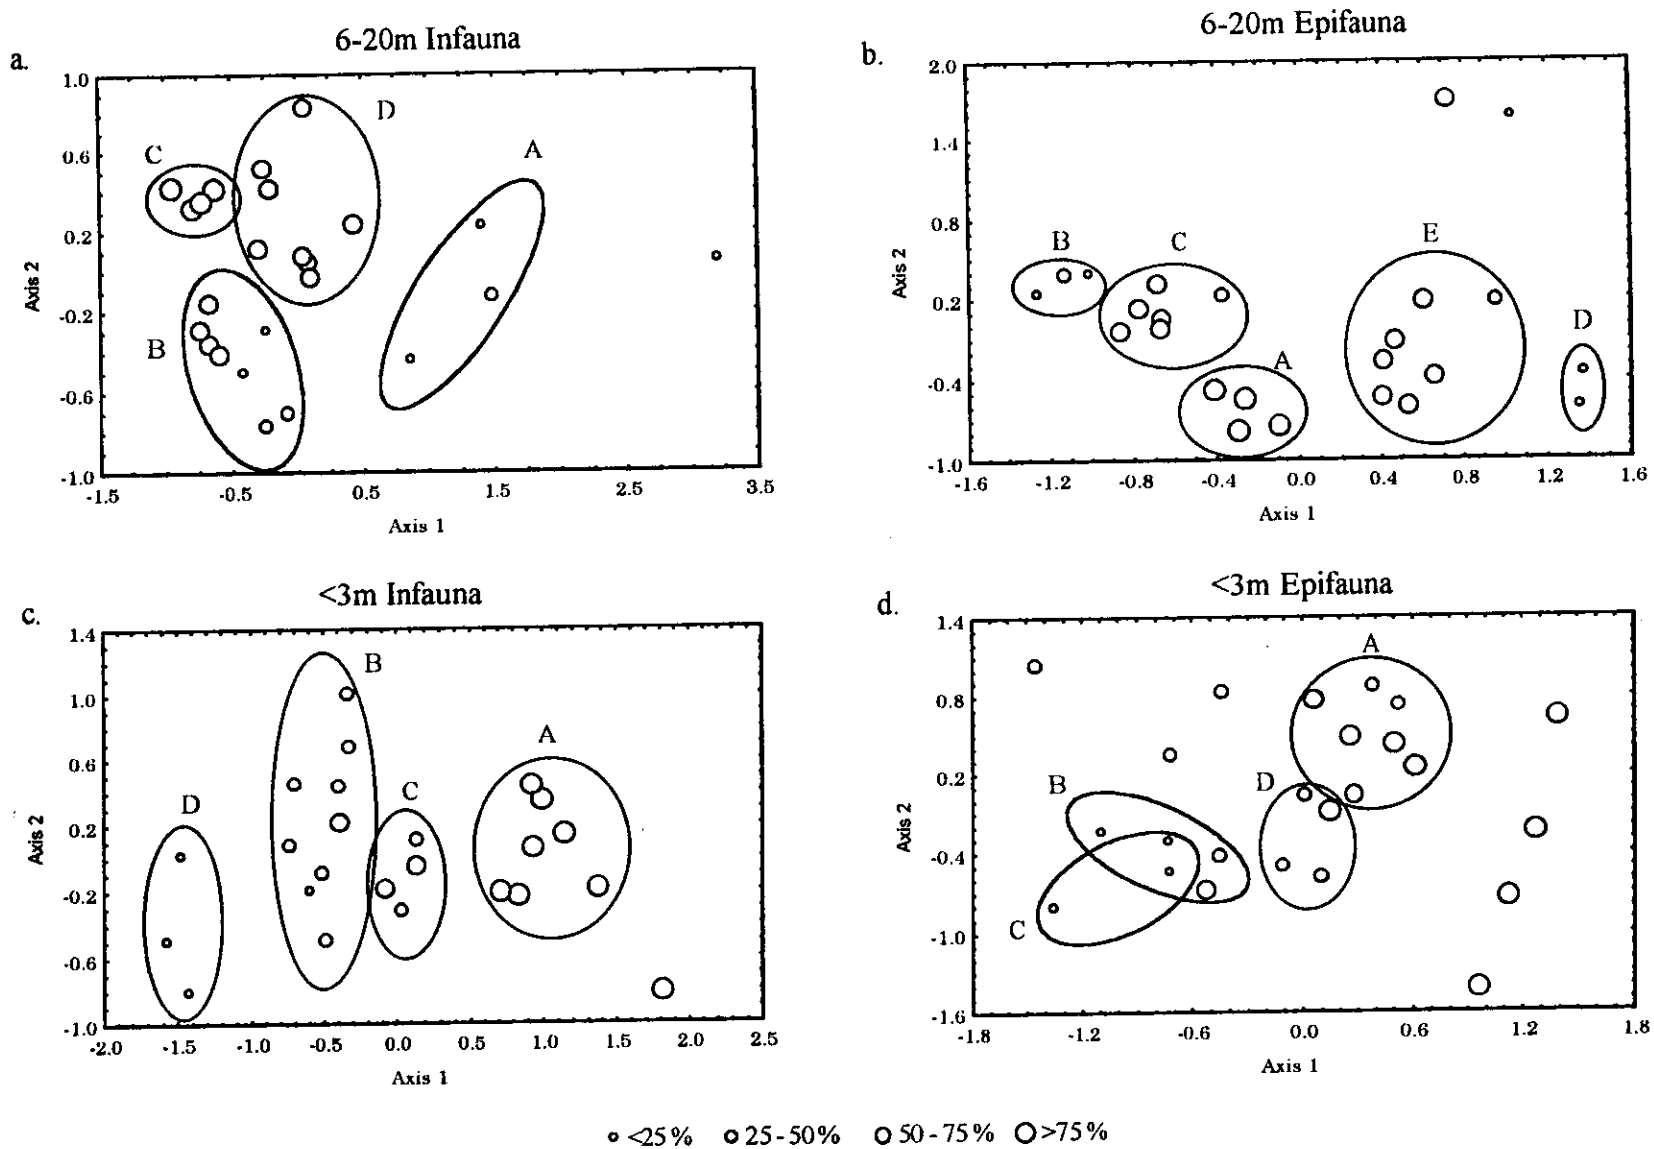 a.
6-20m Infauna
1.0
0.6
0.2
-0.2
-0.6
-1.0
Axis 2
C
D
A
B
-1.5 -0.5 0.5 1.5 2.5 3.5
Axis 1
b.
6-20m Epifauna
2.0
1.4
0.8
0.2
-0.4
-1.0
Axis 2
B
C
E
D
A
-1.6 -1.2 -0.8 -0.4 0.0 0.4 0.8 1.2 1.6
Axis 1
c.
<3m Infauna
1.4
1.0
0.6
0.2
-0.2
-0.6
-1.0
Axis 2
B
A
D
C
-2.0 -1.5 -1.0 -0.5 0.0 0.5 1.0 1.5 2.0 2.5
Axis 1
d.
<3m Epifauna
1.4
0.8
0.2
-0.4
-1.0
-1.6
Axis 2
A
B
D
C
-1.8 -1.2 -0.6 0.0 0.6 1.2 1.8
Axis 1
<25% 25-50% 50-75% >75%